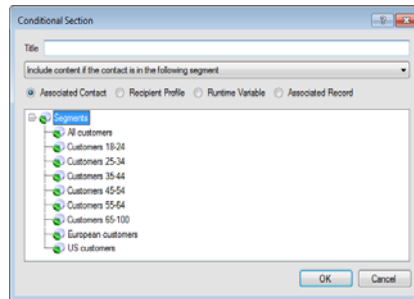 Conditional Section
Title
Include content if the contact is in the following segment
Associated Contact Recipient Profile Runtime Variable Associated Record
Segments
All customers
Customers 18-24
Customers 25-34
Customers 35-44
Customers 45-54
Customers 55-64
Customers 65-100
European customers
US customers
OK Cancel